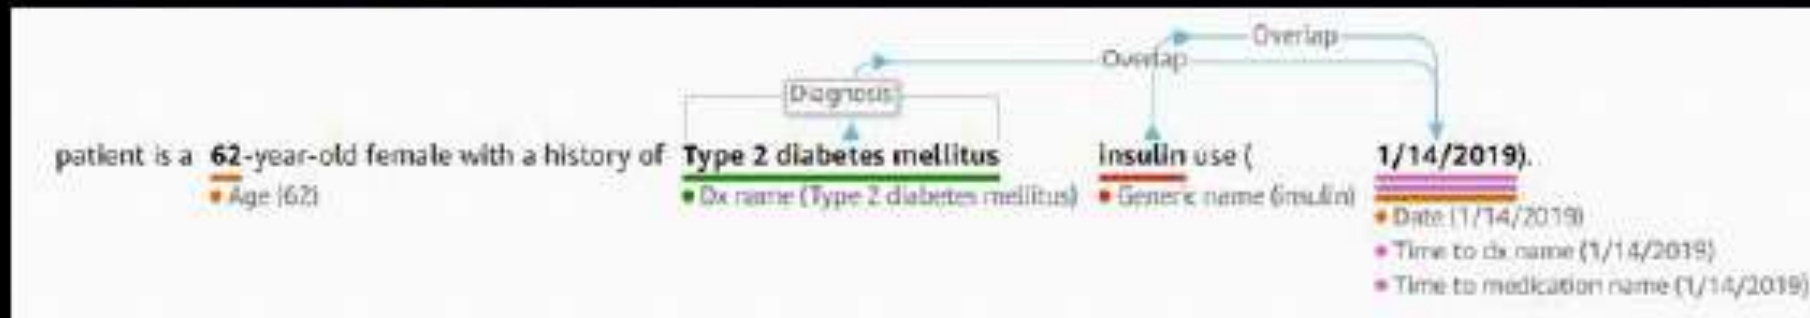 Overlap
Overlap
Diagnosis
patient is a 62-year-old female with a history of Type 2 diabetes mellitus insulin use ( 1/14/2019).
• Age (62) • Dx name (Type 2 diabetes mellitus) • Generic name (insulin)
• Date (1/14/2019)
• Time to dx name (1/14/2019)
• Time to medication name (1/14/2019)